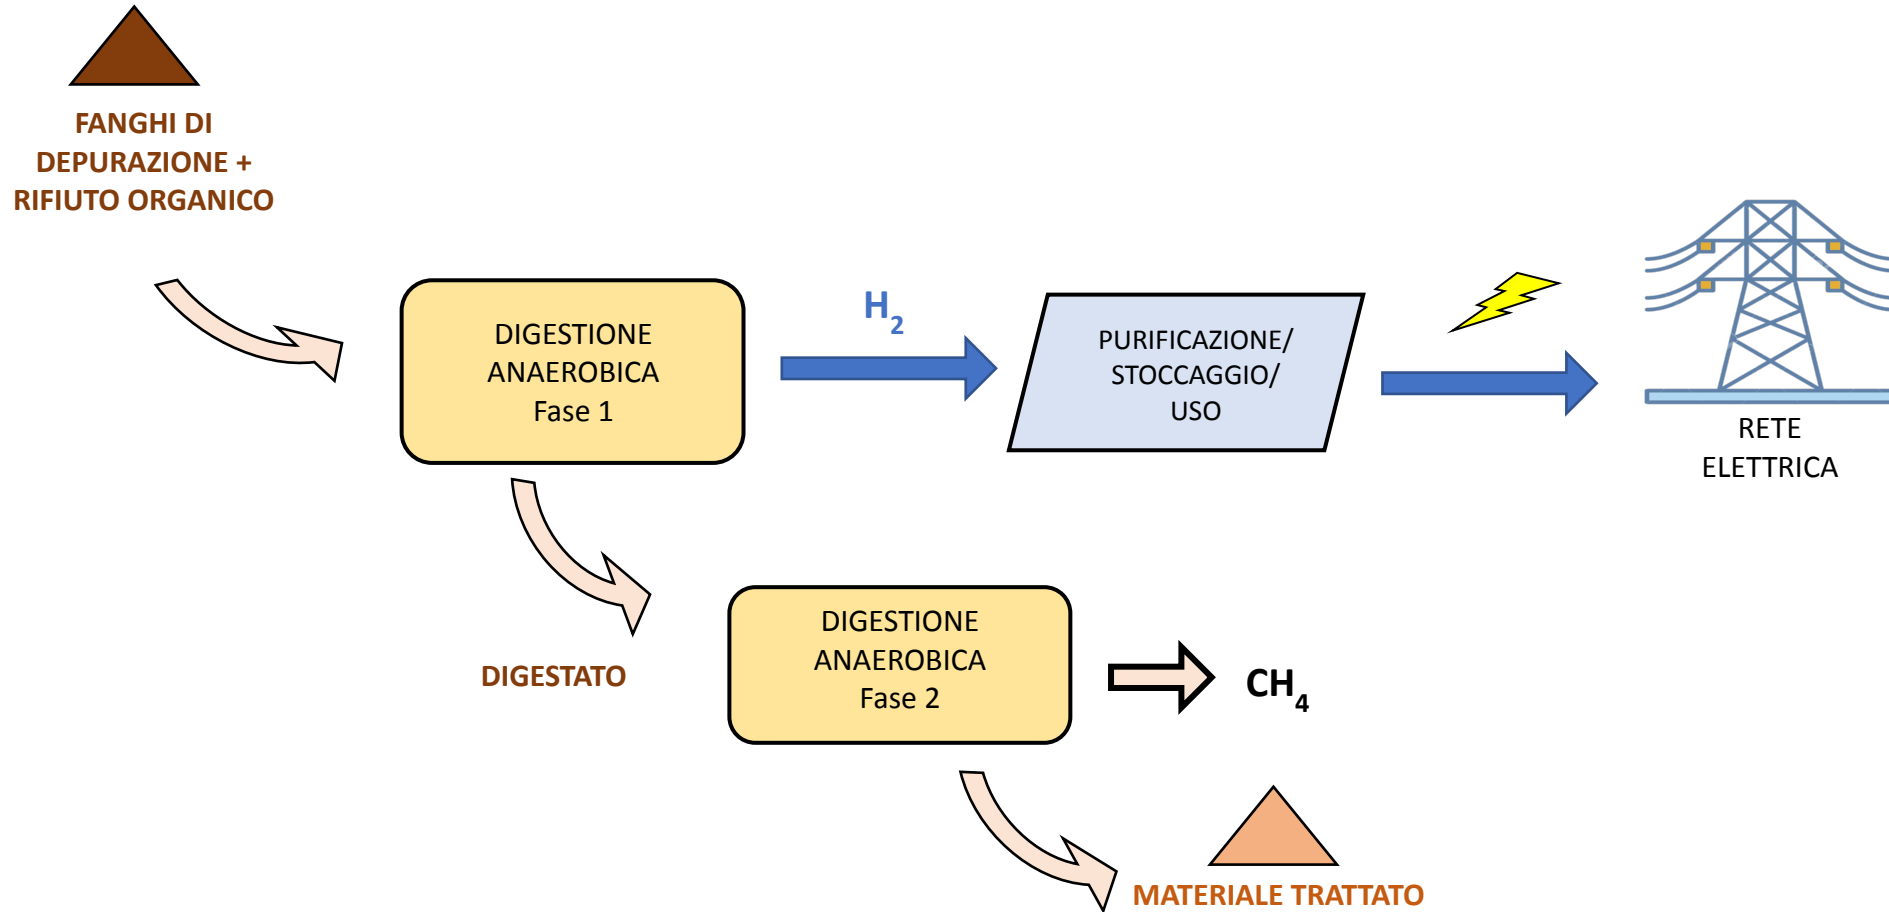 FANGHI DI
DEPURAZIONE +
RIFIUTO ORGANICO
DIGESTIONE
ANAEROBICA
Fase 1
H₂
PURIFICAZIONE/
STOCCAGGIO/
USO
RETE
ELETTRICA
DIGESTATO
DIGESTIONE
ANAEROBICA
Fase 2
CH₄
MATERIALE TRATTATO